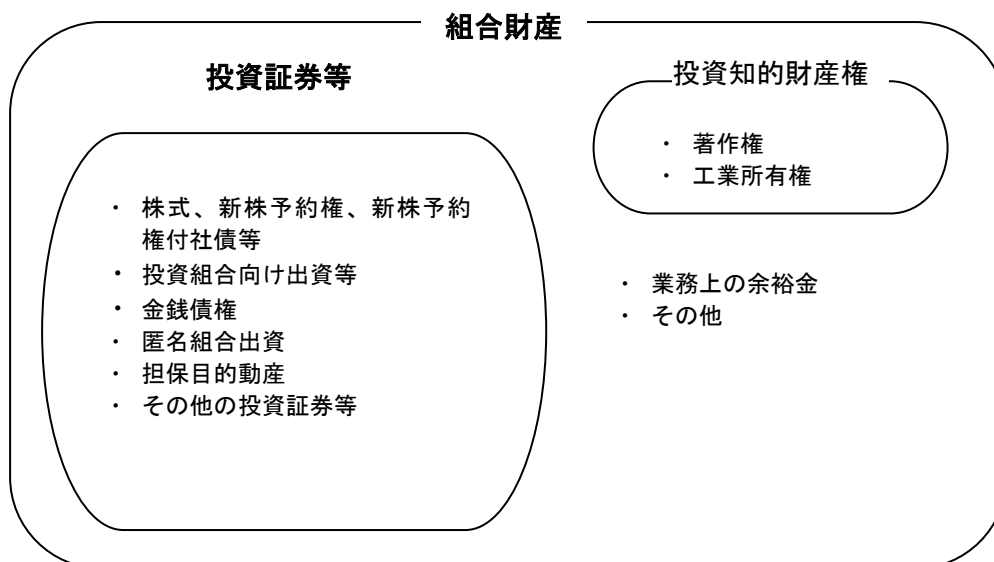 組合財産
投資証券等
・ 株式、新株予約権、新株予約
権付社債等
・ 投資組合向け出資等
・ 金銭債権
・ 匿名組合出資
・ 担保目的動産
・ その他の投資証券等
投資知的財産権
・ 著作権
・ 工業所有権
・ 業務上の余裕金
・ その他